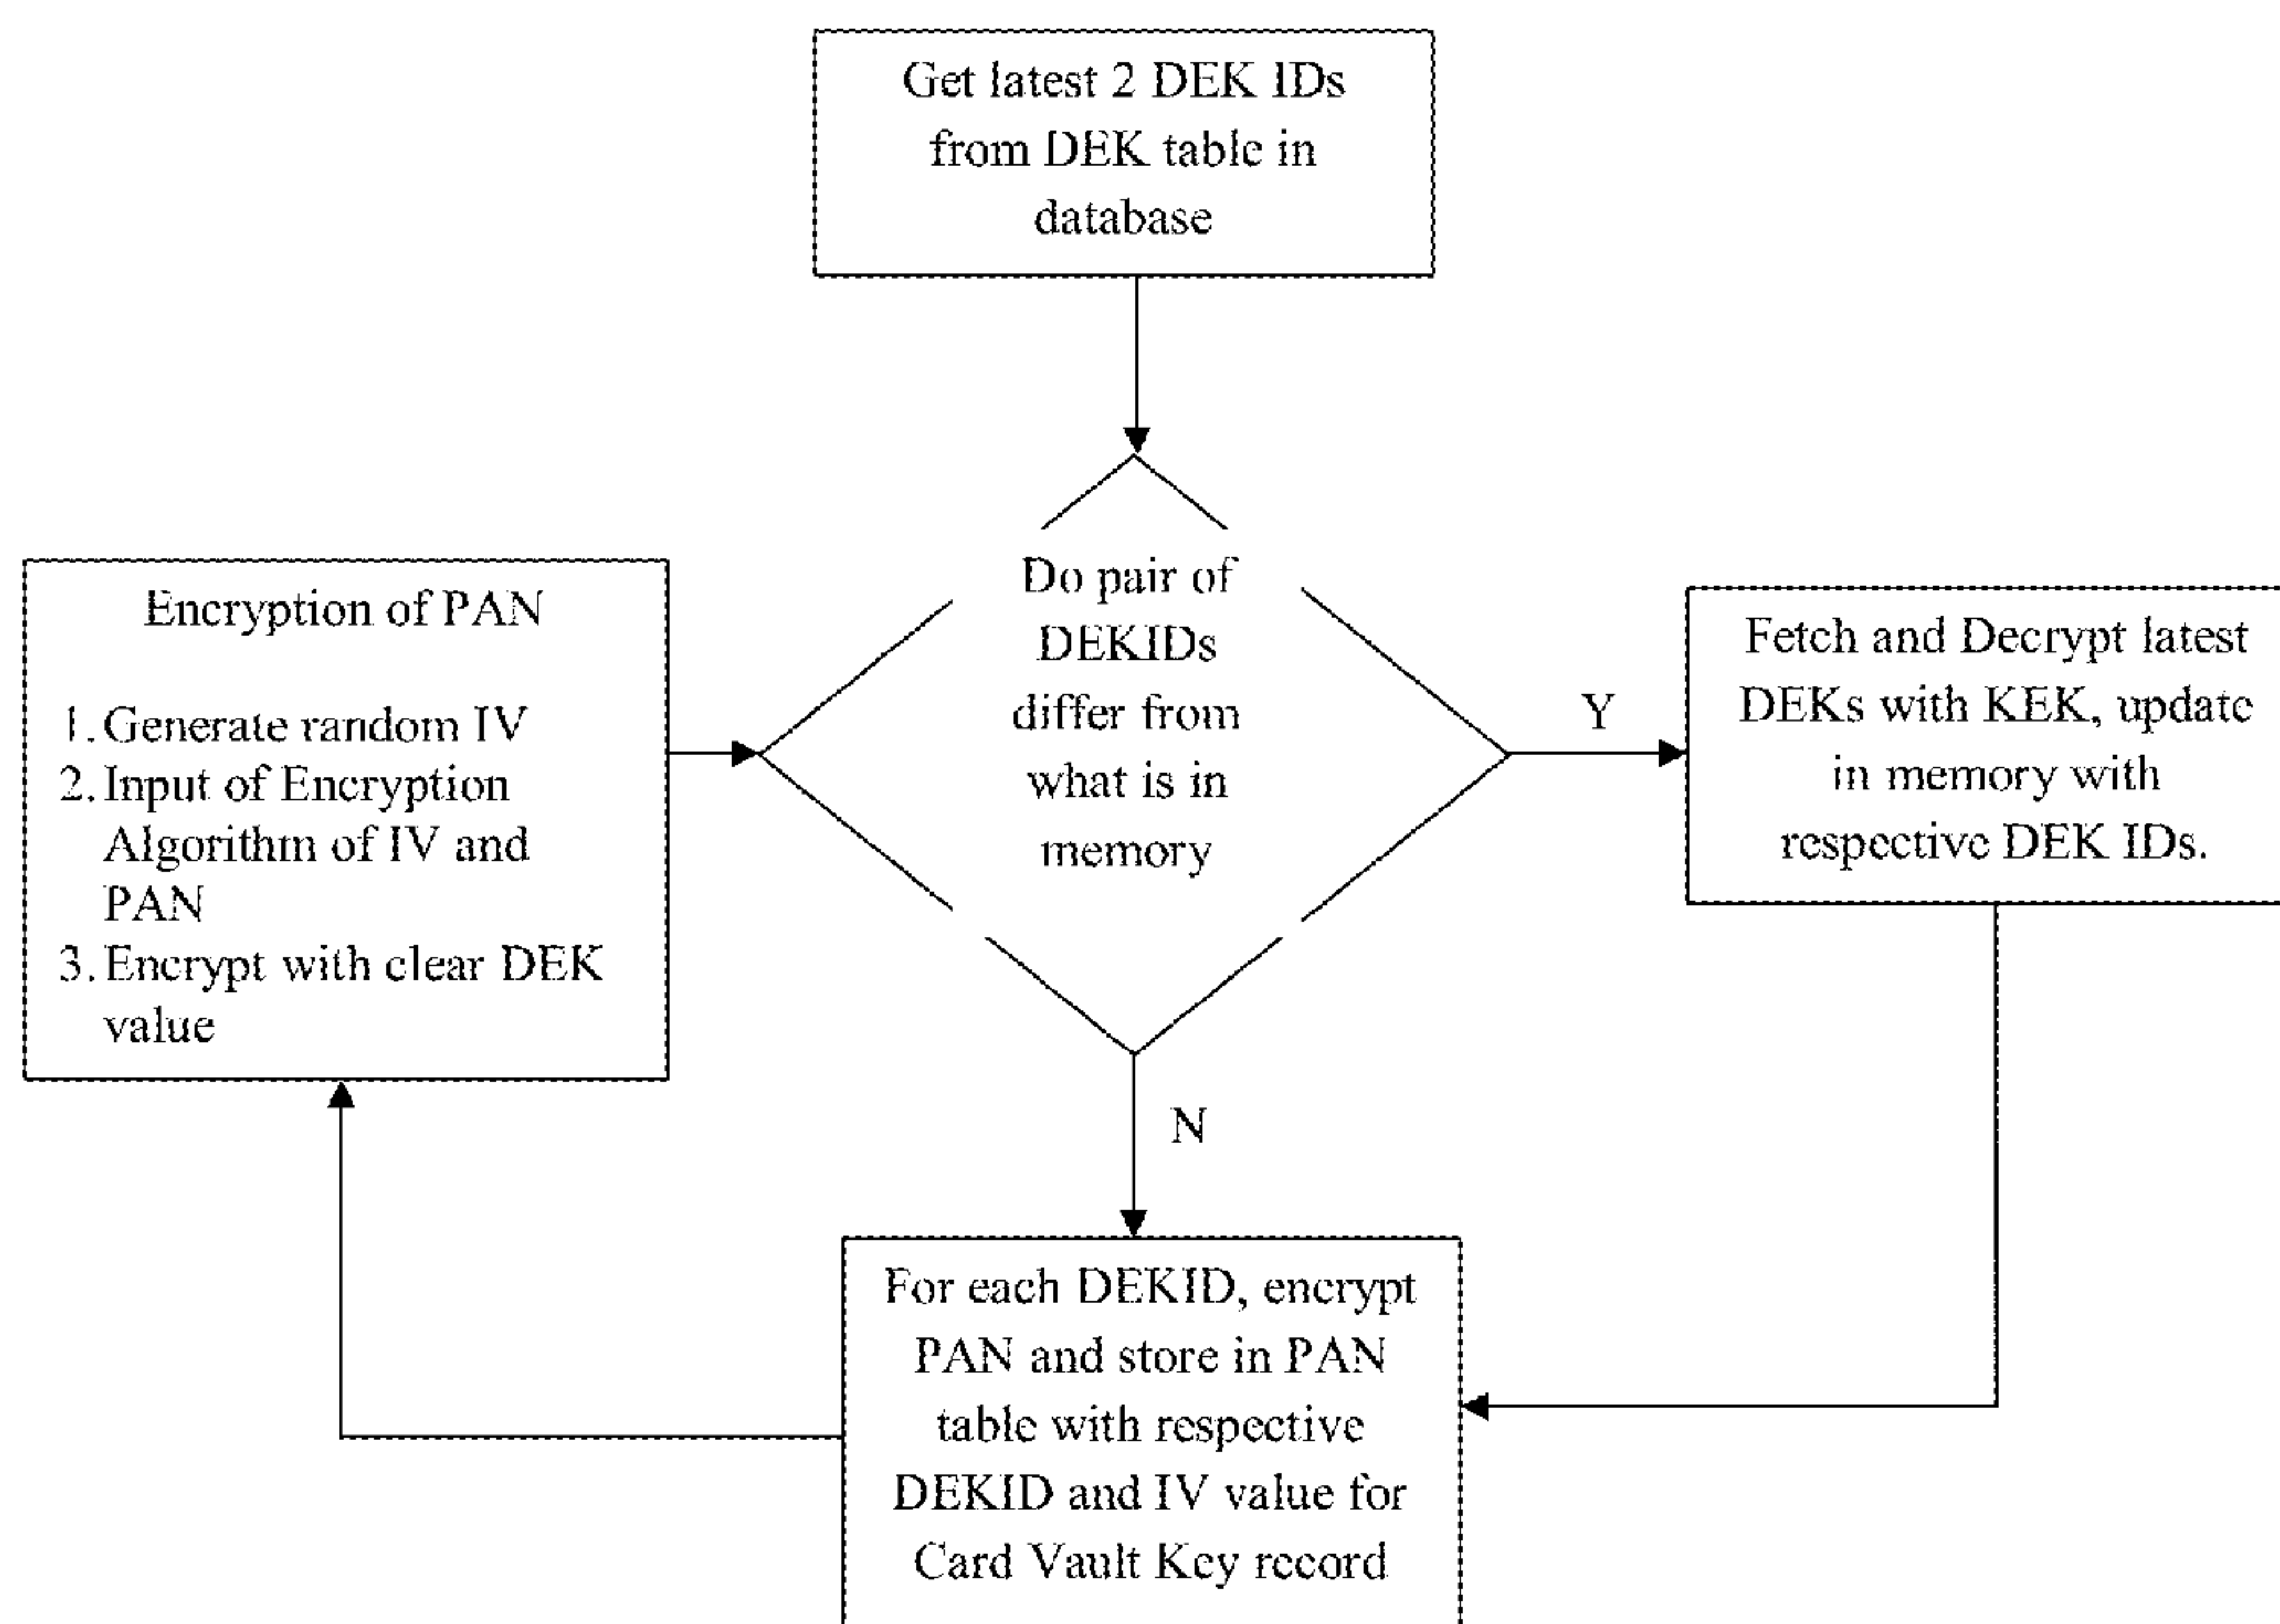 Get latest 2 DEK IDs
from DEK table in
database
Do pair of
DEKIDs
differ from
what is in
memory
Encryption of PAN
1. Generate random IV
2. Input of Encryption
Algorithm of IV and
PAN
3. Encrypt with clear DEK
value
Y
Fetch and Decrypt latest
DEKs with KEK, update
in memory with
respective DEK IDs.
N
For each DEKID, encrypt
PAN and store in PAN
table with respective
DEKID and IV value for
Card Vault Key record